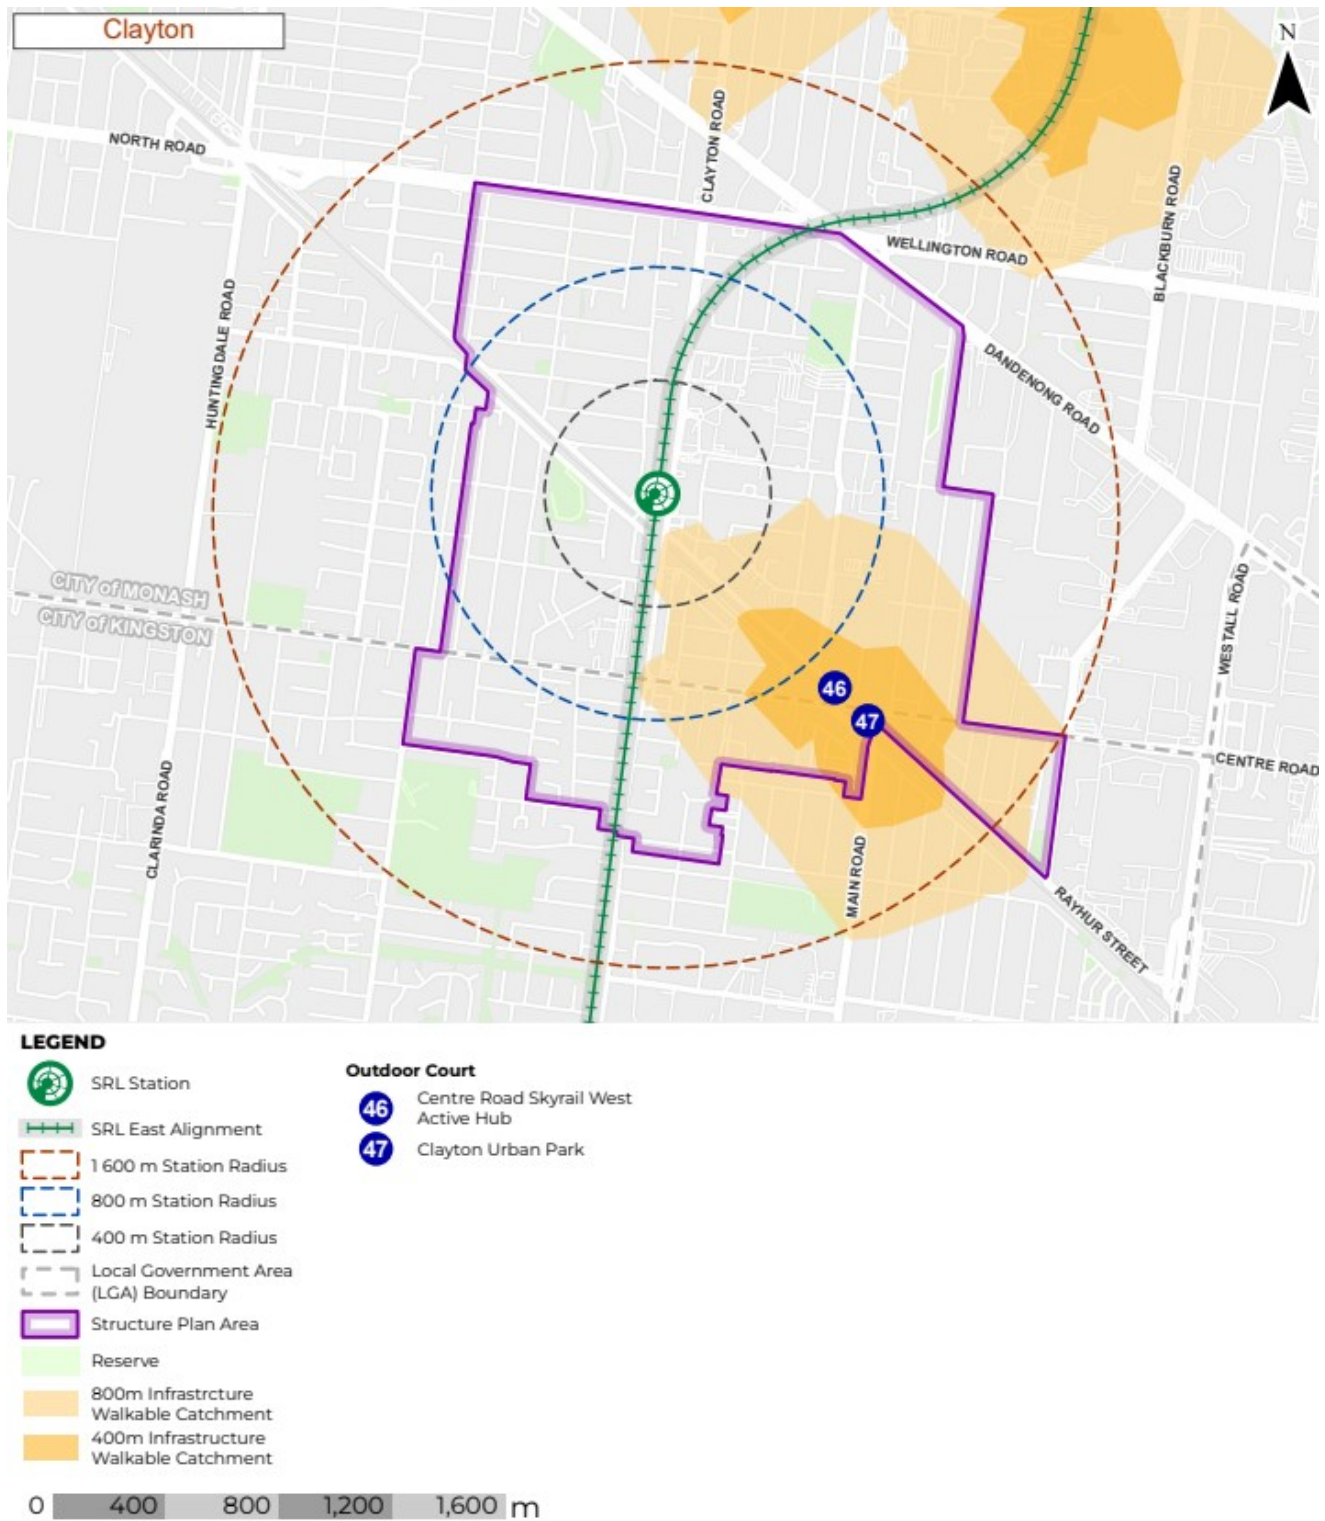 Clayton
N
NORTH ROAD
CLAYTON ROAD
WELLINGTON ROAD
BLACKBURN ROAD
HUNTINGDALE ROAD
DANDENONG ROAD
CITY of MONASH
CITY of KINGSTON
WESTALL ROAD
46
47
CENTRE ROAD
CLARINDA ROAD
MAIN ROAD
RAYHUR STREET
LEGEND
SRL Station
SRL East Alignment
1 600 m Station Radius
800 m Station Radius
400 m Station Radius
Local Government Area
(LGA) Boundary
Structure Plan Area
Reserve
800m Infrastrcture
Walkable Catchment
400m Infrastructure
Walkable Catchment
Outdoor Court
46 Centre Road Skyrail West
Active Hub
47 Clayton Urban Park
0 400 800 1,200 1,600 m